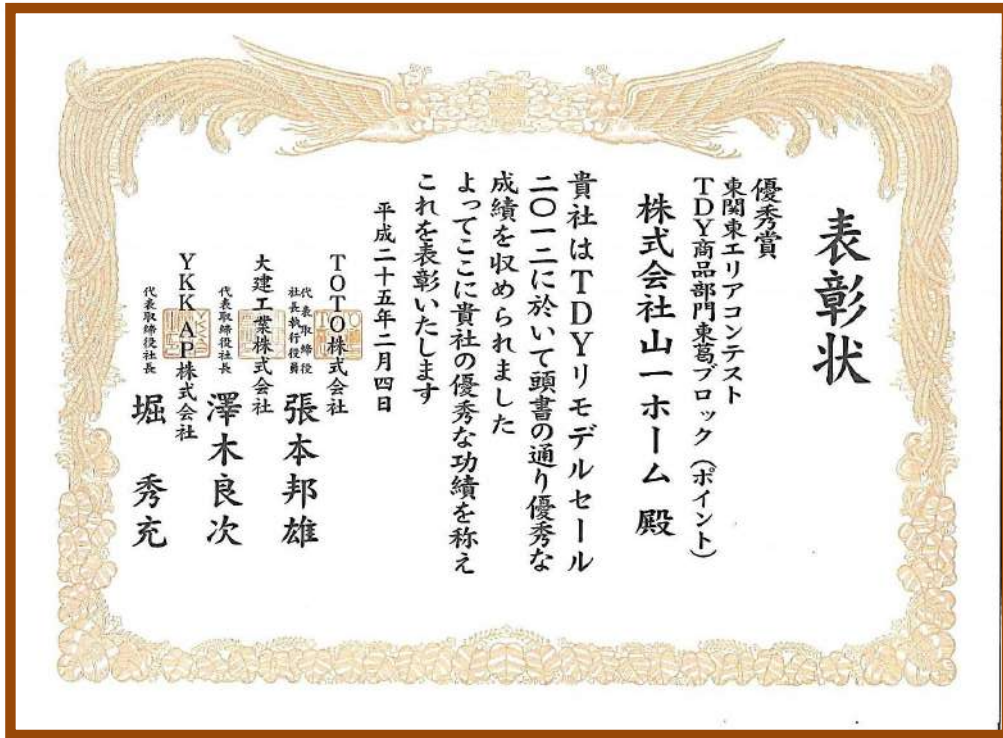 表彰状
優秀賞
東関東エリアコンテスト
TDY商品部門東葛ブロック（ポイント）
株式会社山一ホーム 殿
貴社はTDYリモデルセール
二〇一二に於いて頭書の通り優秀な
成績を収められました
よってここに貴社の優秀な功績を称え
これを表彰いたします
平成二十五年二月四日
TOTO株式会社
代表取締役
社長執行役員 張本邦雄
大建工業株式会社
代表取締役社長 澤木良次
YKK AP株式会社
代表取締役社長 堀 秀充